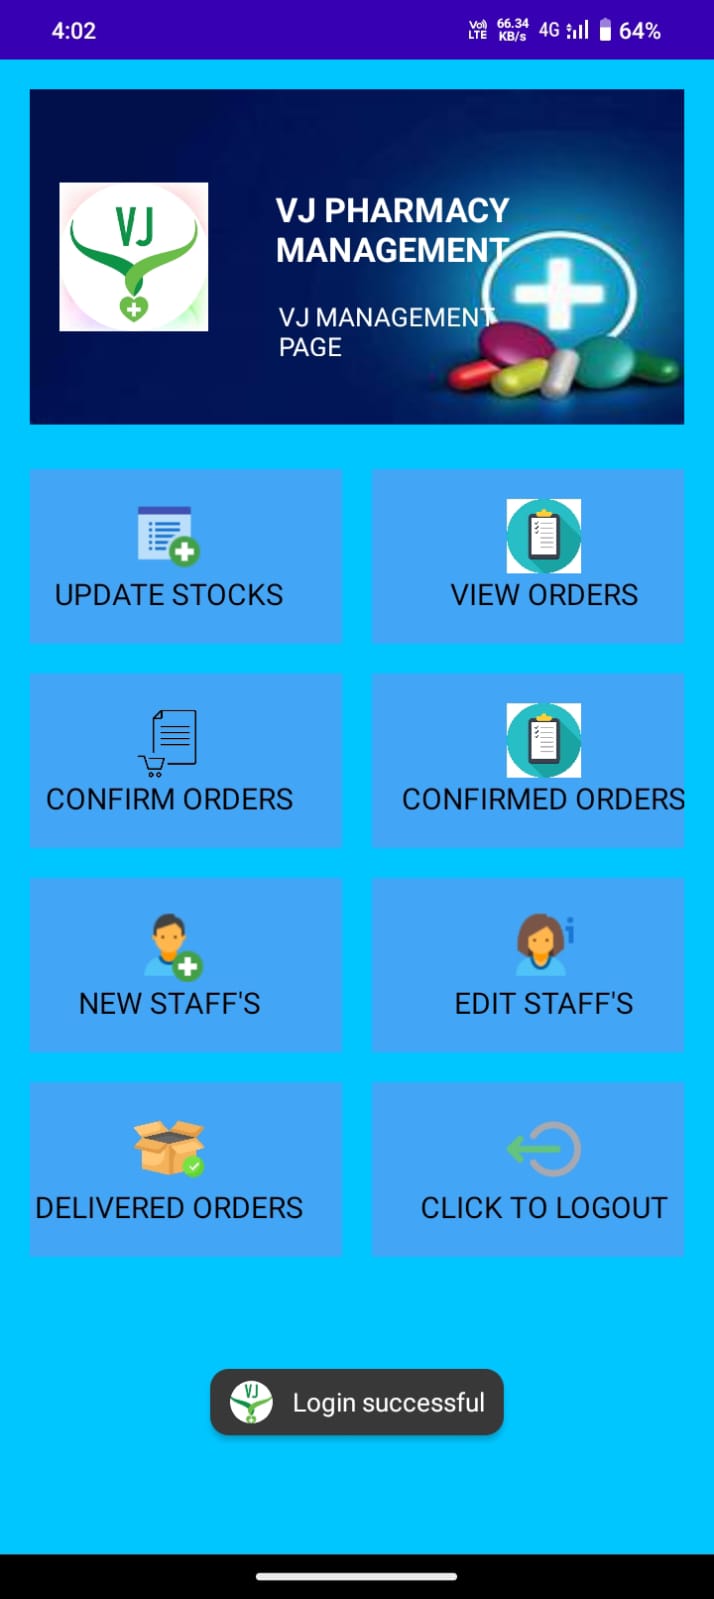 4:02
Vo) LTE 66.34 KB/s 4G 64%
VJ
VJ PHARMACY
MANAGEMENT
VJ MANAGEMENT
PAGE
UPDATE STOCKS
VIEW ORDERS
CONFIRM ORDERS
CONFIRMED ORDERS
NEW STAFF'S
EDIT STAFF'S
DELIVERED ORDERS
CLICK TO LOGOUT
VJ
Login successful